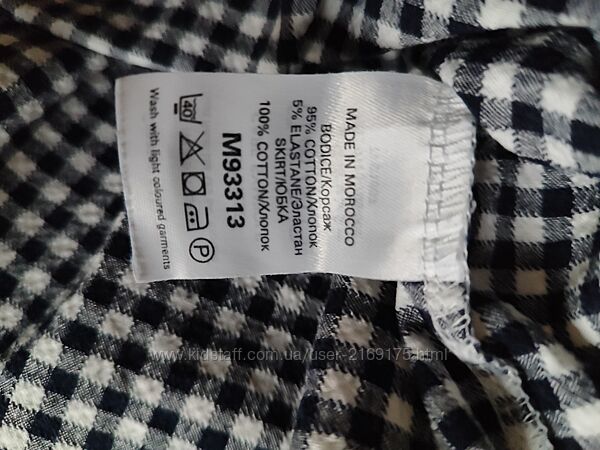 MADE IN MOROCCO
BODICE/Корсаж
95% COTTON/Хлопок
5% ELASTANE/Эластан
SKIRT/ЮБКА
100% COTTON/Хлопок
M93313
40
P
Wash with light coloured garments
www.kidstaff.com.ua/user-2169175.html